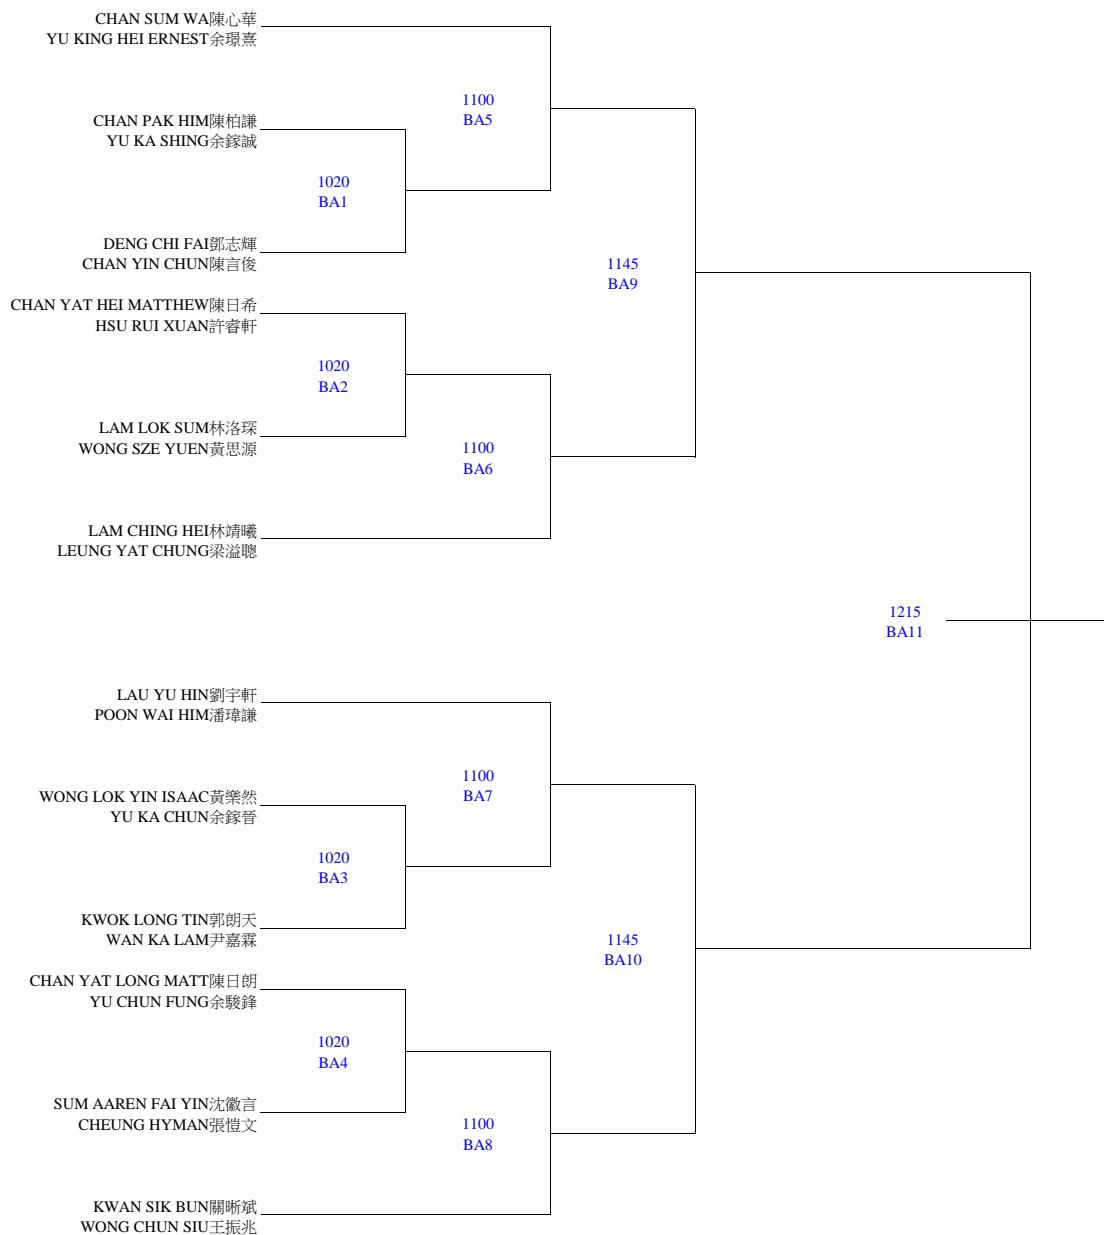 CHAN SUM WA陳心華
YU KING HEI ERNEST余璟熹
1100
BA5
CHAN PAK HIM陳柏謙
YU KA SHING余鎵誠
1020
BA1
DENG CHI FAI鄧志輝
CHAN YIN CHUN陳言俊
1145
BA9
CHAN YAT HEI MATTHEW陳日希
HSU RUI XUAN許睿軒
1020
BA2
LAM LOK SUM林洛琛
WONG SZE YUEN黃思源
1100
BA6
LAM CHING HEI林靖曦
LEUNG YAT CHUNG梁溢聰
1215
BA11
LAU YU HIN劉宇軒
POON WAI HIM潘瑋謙
1100
BA7
WONG LOK YIN ISAAC黃樂然
YU KA CHUN余鎵晉
1020
BA3
KWOK LONG TIN郭朗天
WAN KA LAM尹嘉霖
1145
BA10
CHAN YAT LONG MATT陳日朗
YU CHUN FUNG余駿鋒
1020
BA4
SUM AAREN FAI YIN沈徽言
CHEUNG HYMAN張愷文
1100
BA8
KWAN SIK BUN關晰斌
WONG CHUN SIU王振兆